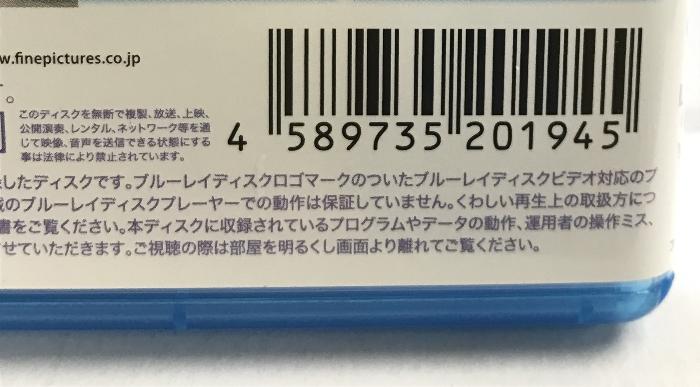 w.finepictures.co.jp
。
このディスクを無断で複製、放送、上映、
公開演奏、レンタル、ネットワーク等を通
じて映像、音声を送信できる状態にする
事は法律により禁止されています。
4 589735 201945
したディスクです。ブルーレイディスクロゴマークのついたブルーレイディスクビデオ対応のプ
のブルーレイディスクプレーヤーでの動作は保証していません。くわしい再生上の取扱方につ
書をご覧ください。本ディスクに収録されているプログラムやデータの動作、運用者の操作ミス、
せていただきます。ご視聴の際は部屋を明るくし画面より離れてご覧ください。